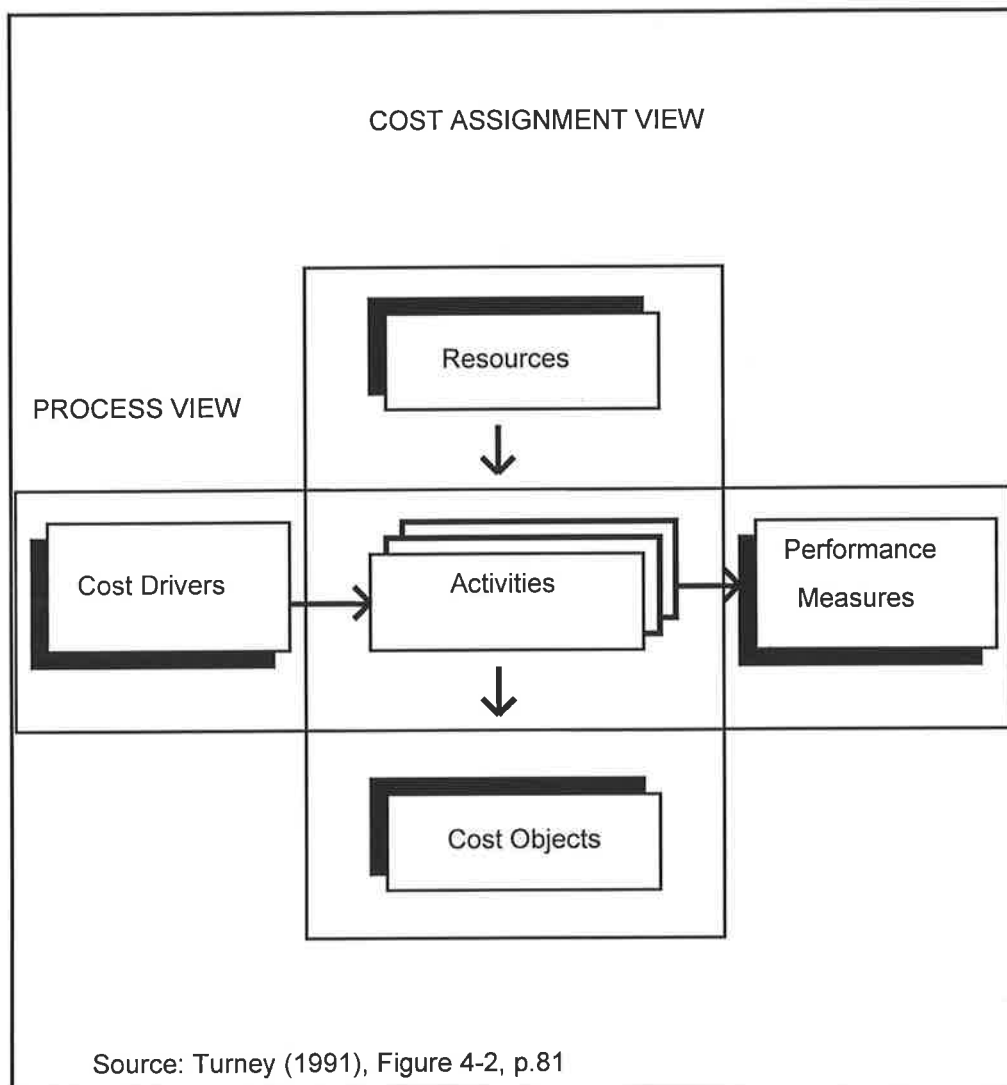 COST ASSIGNMENT VIEW
Resources
PROCESS VIEW
Cost Drivers
Activities
Performance
Measures
Cost Objects
Source: Turney (1991), Figure 4-2, p.81